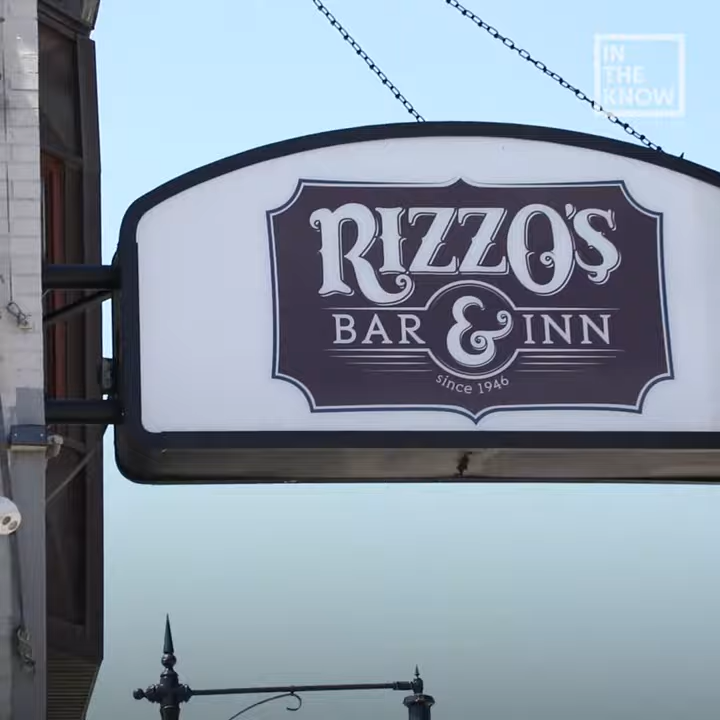 IN
THE
KNOW
RIZZO'S
BAR & INN
since 1946